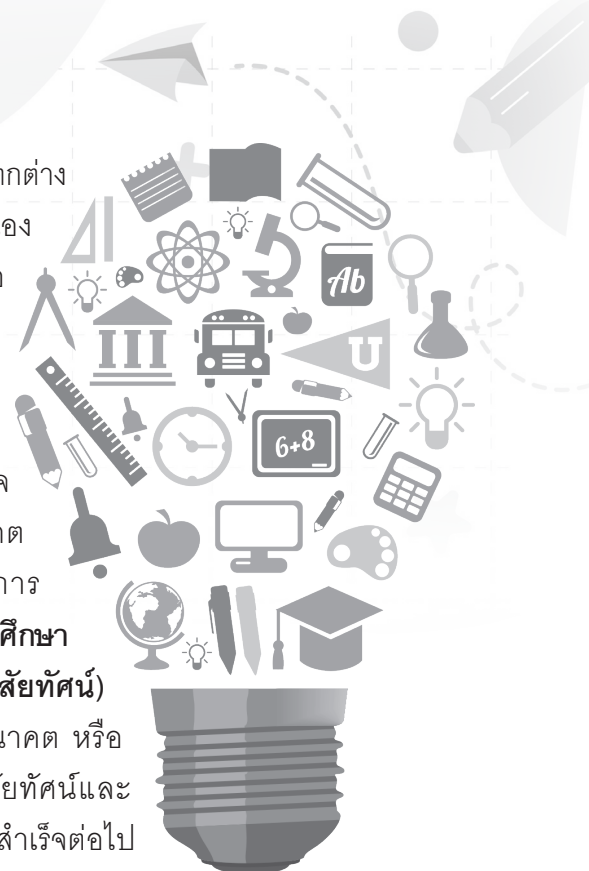 กต่าง
อง
จ
ต
การ
ศึกษา
สัยทัศน์)
นาคต หรือ
ัยทัศน์และ
สำเร็จต่อไป
Ab
U
6+8